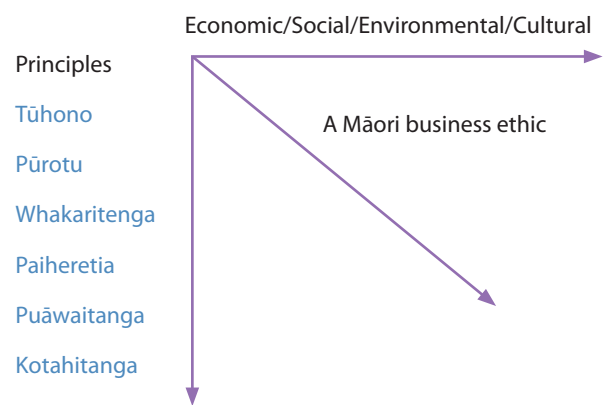 Economic/Social/Environmental/Cultural
Principles
Tūhono
A Māori business ethic
Pūrotu
Whakaritenga
Paiheretia
Puāwaitanga
Kotahitanga